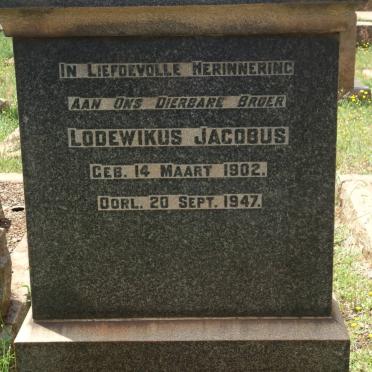 In Liefdevolle Herinnering
Aan Ons Dierbare Broer
Lodewikus Jacobus
Geb. 14 Maart 1902.
Oorl. 20 Sept. 1947.